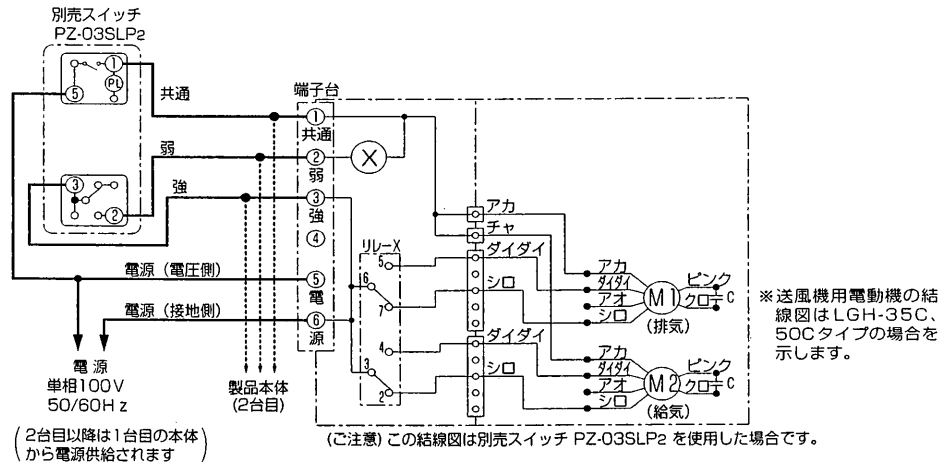 別売スイッチ
PZ-03SLP2
1
PL
5
共通
弱
強
3
2
電源（電圧側）
電源（接地側）
電源
単相100V
50/60Hz
（2台目以降は1台目の本体
から電源供給されます）
製品本体
(2台目)
端子台
①
共通
②
弱
③
強
④
⑤
電
⑥
源
X
リレーX
5
6
7
4
3
2
アカ
チャ
ダイダイ
シロ
ダイダイ
シロ
アカ
ダイダイ
アオ
シロ
M1
(排気)
ピンク
クロ
C
アカ
ダイダイ
アオ
シロ
M2
(給気)
ピンク
クロ
C
※送風機用電動機の結
線図はLGH-35C、
50Cタイプの場合を
示します。
(ご注意) この結線図は別売スイッチ PZ-03SLP2 を使用した場合です。